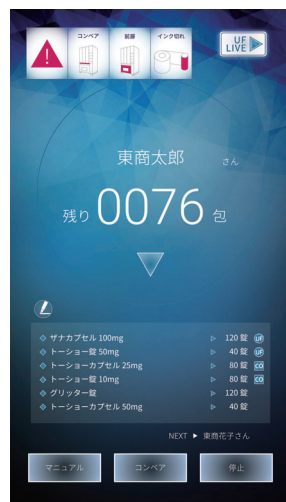 コンベア 前扉 インク切れ
UF
LIVE
東商太郎 さん
残り 0076 包
ザナカプセル 100mg 120 錠 UF
トーショー錠 50mg 40 錠 UF
トーショーカプセル 25mg 80 錠 CO
トーショー錠 10mg 80 錠 CO
グリッター錠 120 錠
トーショーカプセル 50mg 40 錠
NEXT ▶ 東商花子さん
マニュアル コンベア 停止